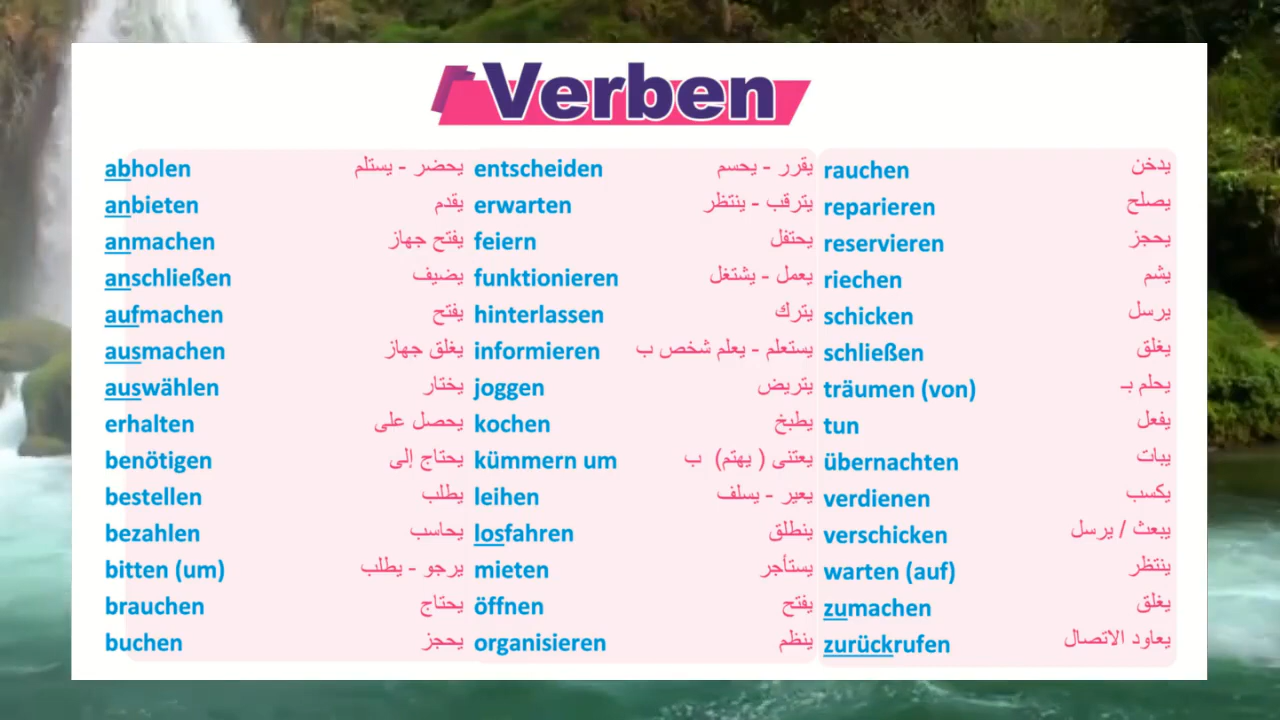 Verben
abholen يحضر - يستلم
anbieten يقدم
anmachen يفتح جهاز
anschließen يضيف
aufmachen يفتح
ausmachen يغلق جهاز
auswählen يختار
erhalten يحصل على
benötigen يحتاج إلى
bestellen يطلب
bezahlen يحاسب
bitten (um) يرجو - يطلب
brauchen يحتاج
buchen يحجز
entscheiden يقرر - يحسم
erwarten يترقب - ينتظر
feiern يحتفل
funktionieren يعمل - يشتغل
hinterlassen يترك
informieren يستعلم - يعلم شخص ب
joggen يتريض
kochen يطبخ
kümmern um يعتنى ( يهتم) ب
leihen يعير - يسلف
losfahren ينطلق
mieten يستأجر
öffnen يفتح
organisieren ينظم
rauchen يدخن
reparieren يصلح
reservieren يحجز
riechen يشم
schicken يرسل
schließen يغلق
träumen (von) يحلم بـ
tun يفعل
übernachten يبات
verdienen يكسب
verschicken يبعث / يرسل
warten (auf) ينتظر
zumachen يغلق
zurückrufen يعاود الاتصال